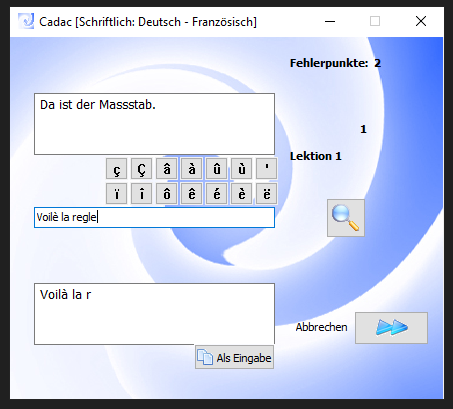 Cadac [Schriftlich: Deutsch - Französisch]
Fehlerpunkte: 2
Da ist der Massstab.
1
Lektion 1
ç Ç â à û ù '
ï î ô ê é è ë
Voilè la regle
Voilà la r
Abbrechen
Als Eingabe